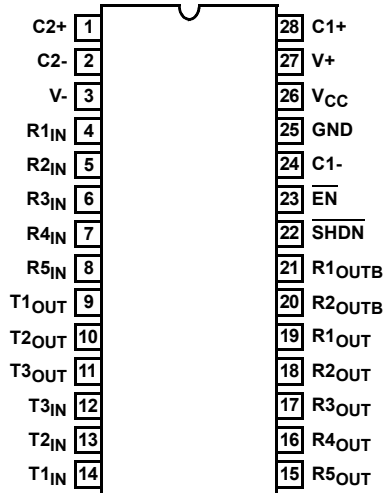 C2+ 1 28 C1+
C2- 2 27 V+
V- 3 26 VCC
R1IN 4 25 GND
R2IN 5 24 C1-
R3IN 6 23 EN
R4IN 7 22 SHDN
R5IN 8 21 R1OUTB
T1OUT 9 20 R2OUTB
T2OUT 10 19 R1OUT
T3OUT 11 18 R2OUT
T3IN 12 17 R3OUT
T2IN 13 16 R4OUT
T1IN 14 15 R5OUT